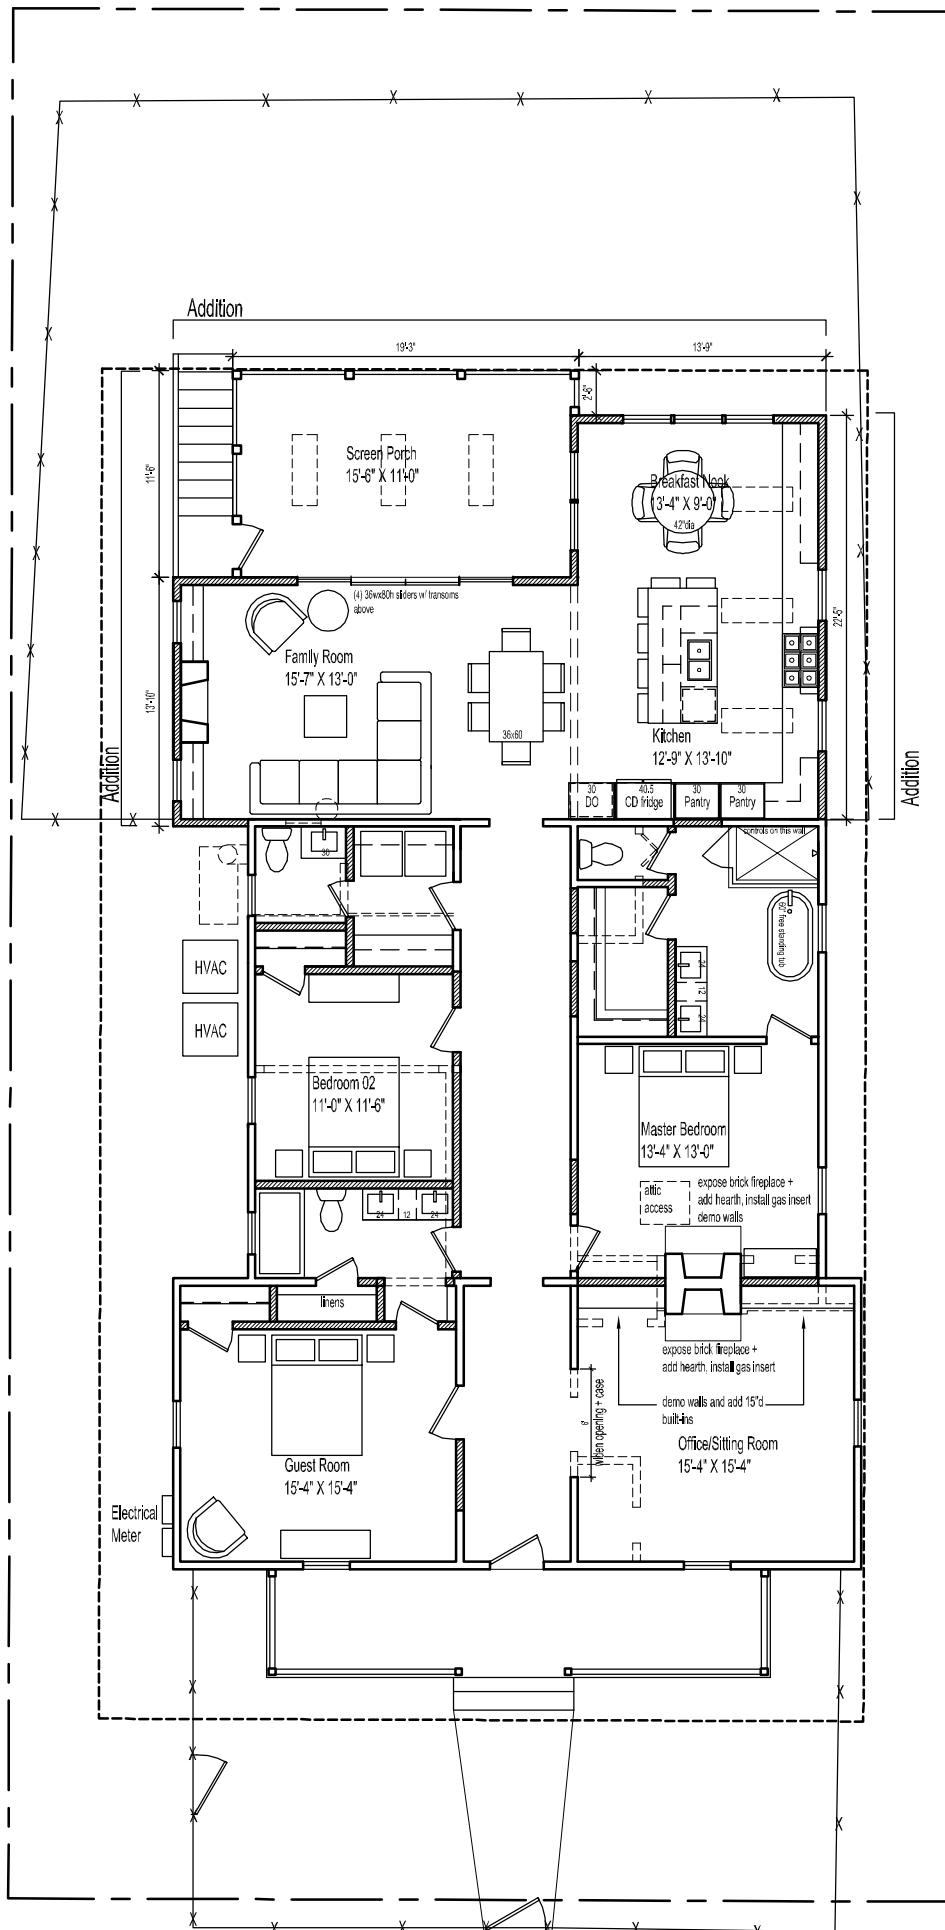 Addition
19'-3"
13'-9"
2'-6"
11'-6"
Screen Porch
15'-6" X 11'-0"
Breakfast Nook
13'-4" X 9'-0"
42"dia
(4) 36wx80h sliders w/ transoms
above
22'-5"
Family Room
15'-7" X 13'-0"
13'-10"
36x60
Kitchen
12'-9" X 13'-10"
Addition
Addition
30
DO
40.5
CD fridge
30
Pantry
30
Pantry
controls on this wall
30
60" free standing tub
HVAC
HVAC
24
12
24
Bedroom 02
11'-0" X 11'-6"
Master Bedroom
13'-4" X 13'-0"
attic
access
expose brick fireplace +
add hearth, install gas insert
demo walls
24
12
24
linens
expose brick fireplace +
add hearth, install gas insert
6'
widen opening + case
demo walls and add 15"d
built-ins
Office/Sitting Room
15'-4" X 15'-4"
Guest Room
15'-4" X 15'-4"
Electrical
Meter